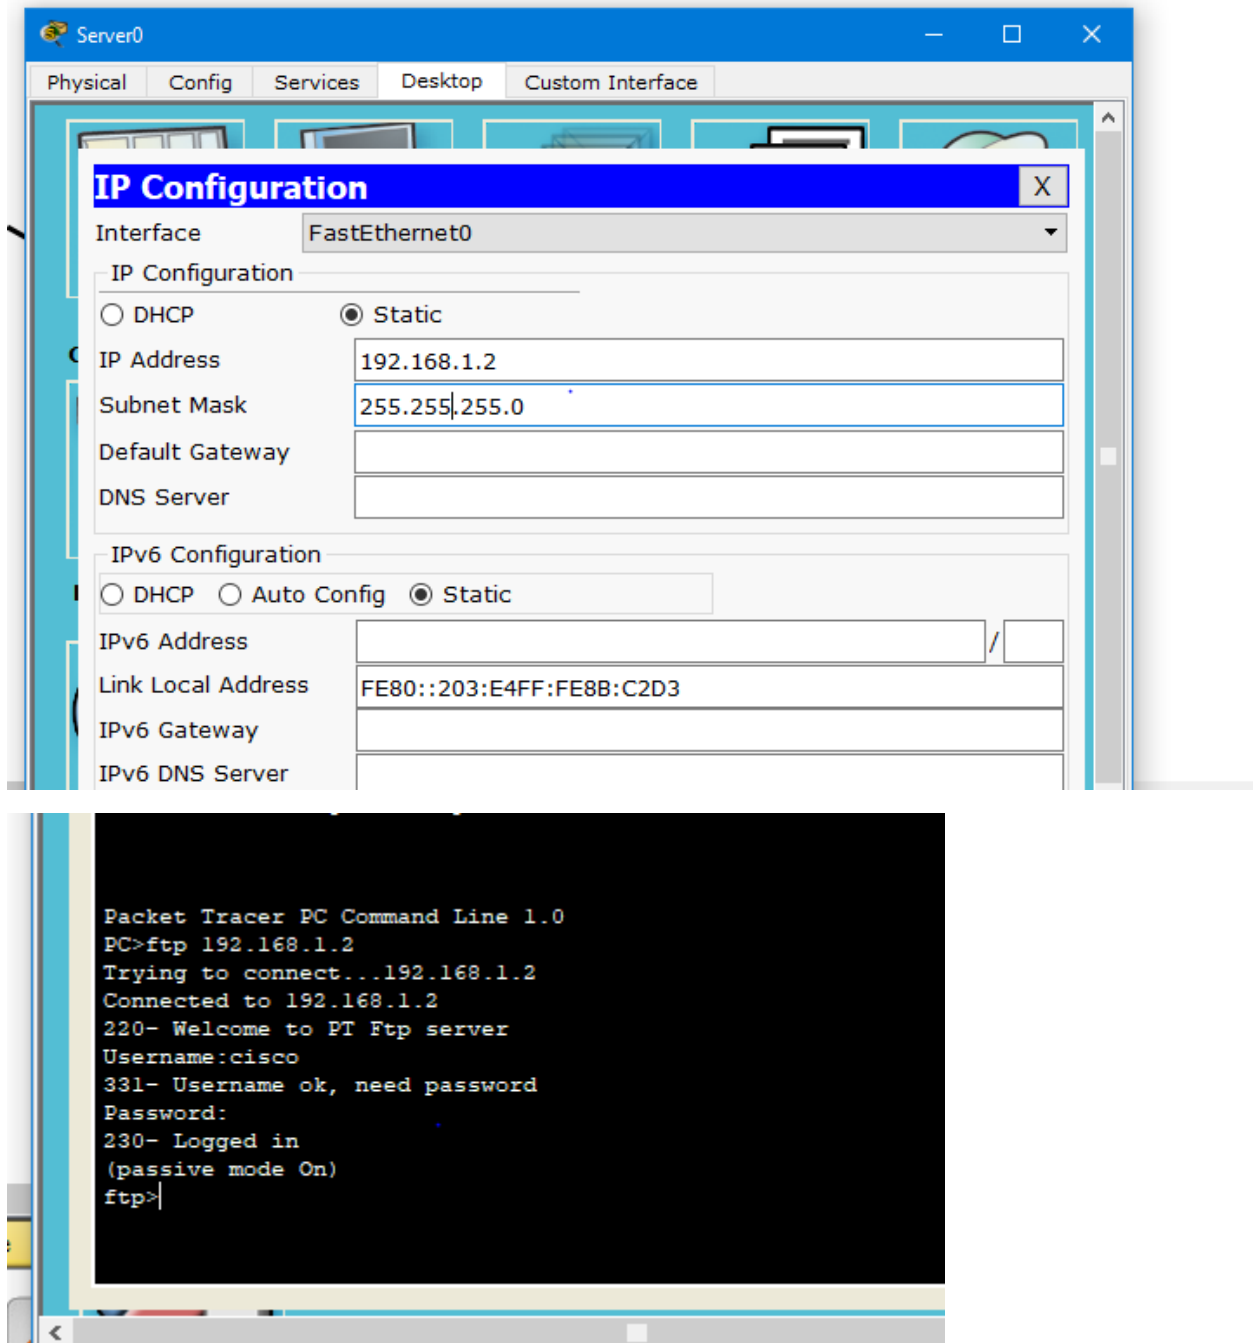 Server0
Physical Config Services Desktop Custom Interface
IP Configuration X
Interface FastEthernet0
IP Configuration
DHCP Static
IP Address 192.168.1.2
Subnet Mask 255.255.255.0
Default Gateway
DNS Server
IPv6 Configuration
DHCP Auto Config Static
IPv6 Address /
Link Local Address FE80::203:E4FF:FE8B:C2D3
IPv6 Gateway
IPv6 DNS Server
Packet Tracer PC Command Line 1.0
PC>ftp 192.168.1.2
Trying to connect...192.168.1.2
Connected to 192.168.1.2
220- Welcome to PT Ftp server
Username:cisco
331- Username ok, need password
Password:
230- Logged in
(passive mode On)
ftp>